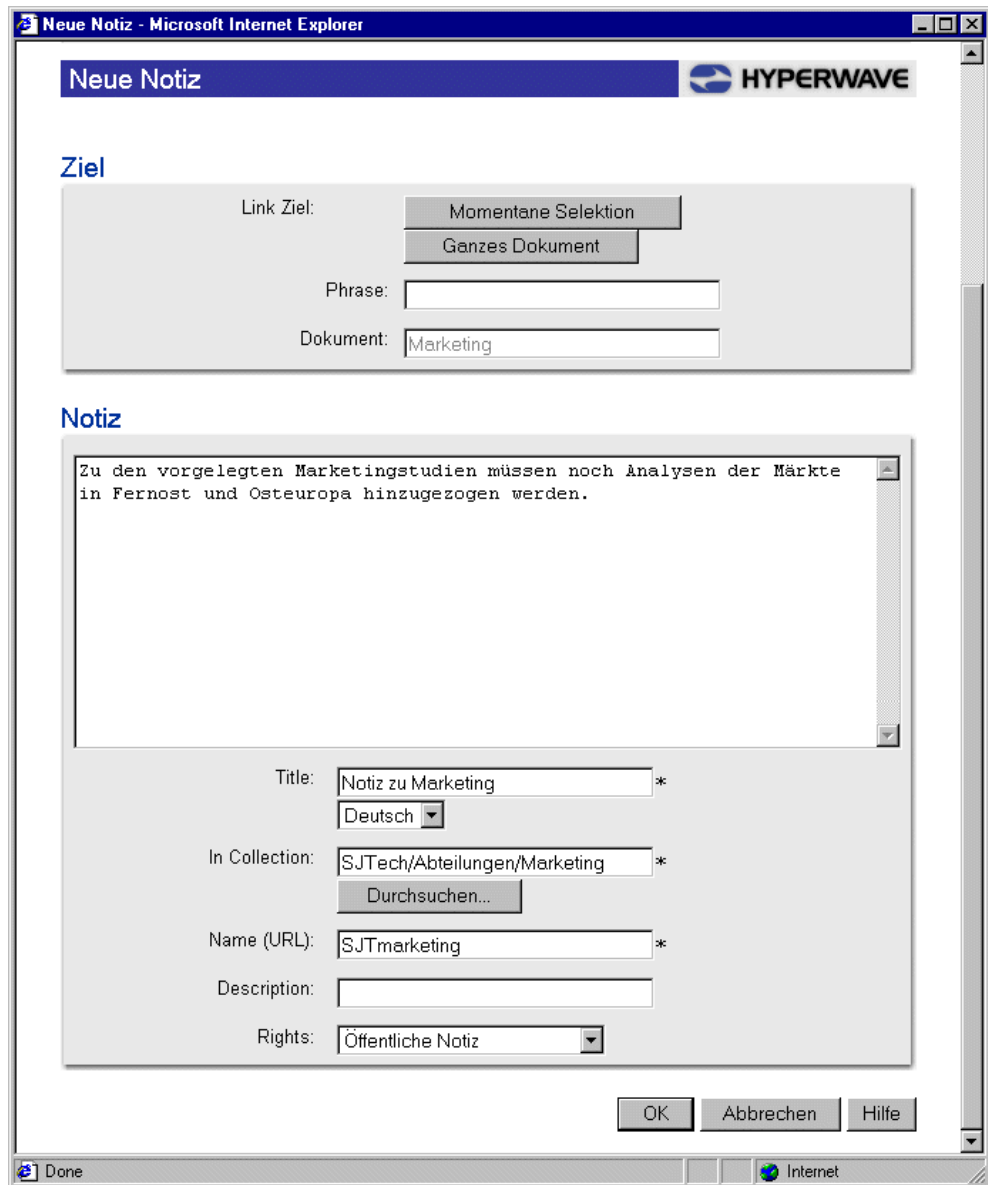 Neue Notiz - Microsoft Internet Explorer
Neue Notiz HYPERWAVE
Ziel
Link Ziel: Momentane Selektion
Ganzes Dokument
Phrase:
Dokument: Marketing
Notiz
Zu den vorgelegten Marketingstudien müssen noch Analysen der Märkte
in Fernost und Osteuropa hinzugezogen werden.
Title: Notiz zu Marketing *
Deutsch
In Collection: SJTech/Abteilungen/Marketing *
Durchsuchen...
Name (URL): SJTmarketing *
Description:
Rights: Öffentliche Notiz
OK Abbrechen Hilfe
Done Internet